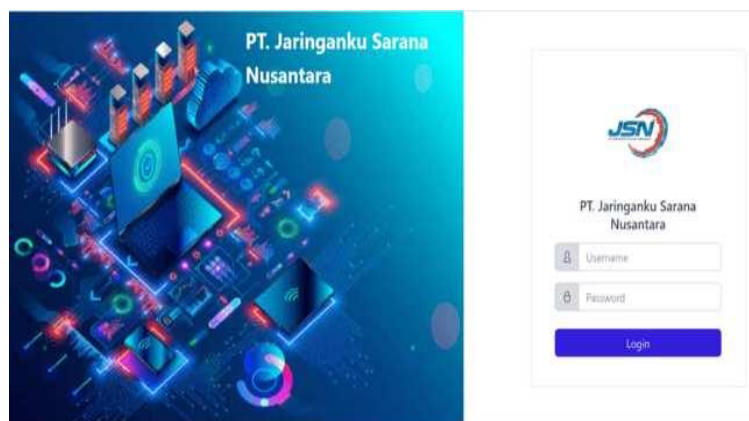 PT. Jaringanku Sarana
Nusantara
JSN
PT. Jaringanku Sarana
Nusantara
Username
Password
Login